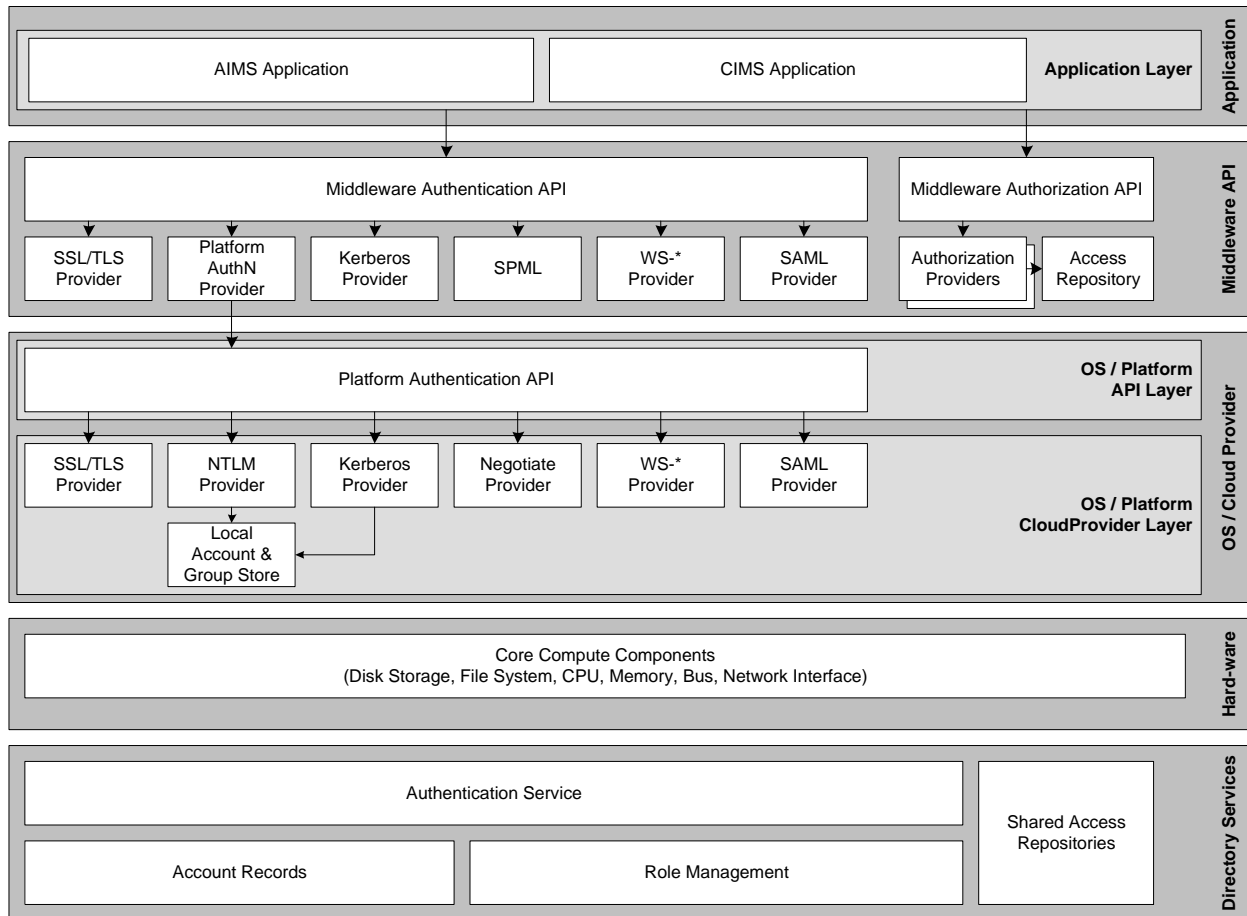 AIMS Application
CIMS Application
Application Layer
Application
Middleware Authentication API
Middleware Authorization API
SSL/TLS
Provider
Platform
AuthN
Provider
Kerberos
Provider
SPML
WS-*
Provider
SAML
Provider
Authorization
Providers
Access
Repository
Middleware API
Platform Authentication API
OS / Platform
API Layer
SSL/TLS
Provider
NTLM
Provider
Kerberos
Provider
Negotiate
Provider
WS-*
Provider
SAML
Provider
Local
Account &
Group Store
OS / Platform
CloudProvider Layer
OS / Cloud Provider
Core Compute Components
(Disk Storage, File System, CPU, Memory, Bus, Network Interface)
Hard-ware
Authentication Service
Account Records
Role Management
Shared Access
Repositories
Directory Services